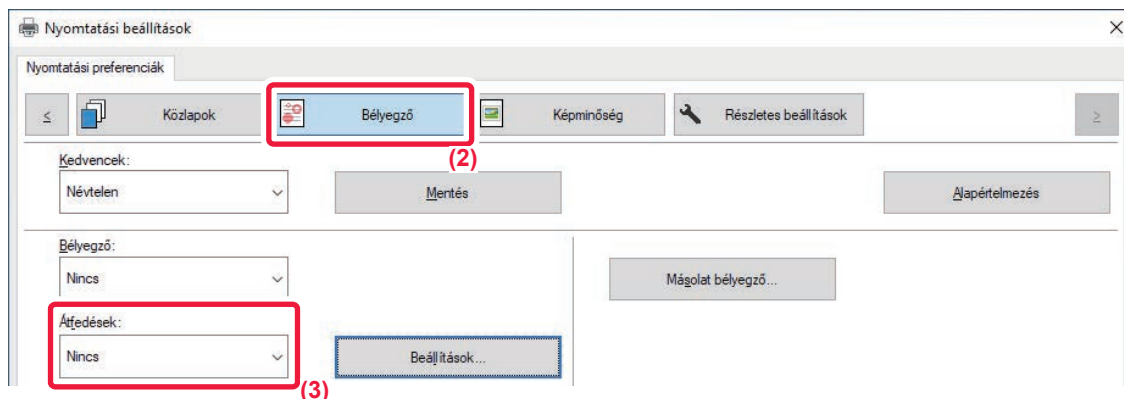 Nyomtatási beállítások
Nyomtatási preferenciák
< Közlapok Bélyegző Képminőség Részletes beállítások >
(2)
Kedvencek:
Névtelen Mentés Alapértelmezés
Bélyegző:
Nincs Másolat bélyegző...
Átfedések:
Nincs Beállítások...
(3)